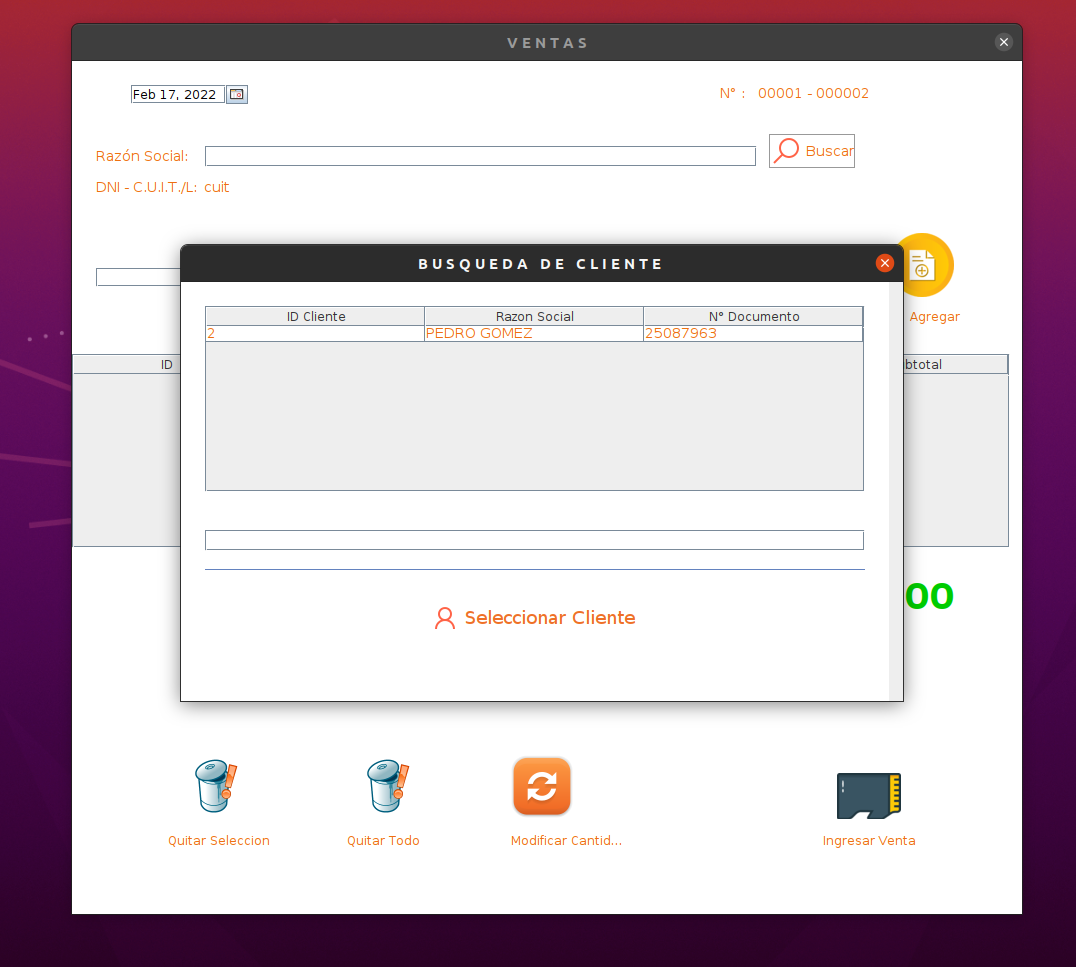 VENTAS
Feb 17, 2022
N° : 00001 - 000002
Razón Social:
Buscar
DNI - C.U.I.T./L: cuit
BUSQUEDA DE CLIENTE
Agregar
ID Cliente Razon Social N° Documento
2 PEDRO GOMEZ 25087963
ID btotal
00
Seleccionar Cliente
Quitar Seleccion Quitar Todo Modificar Cantid... Ingresar Venta